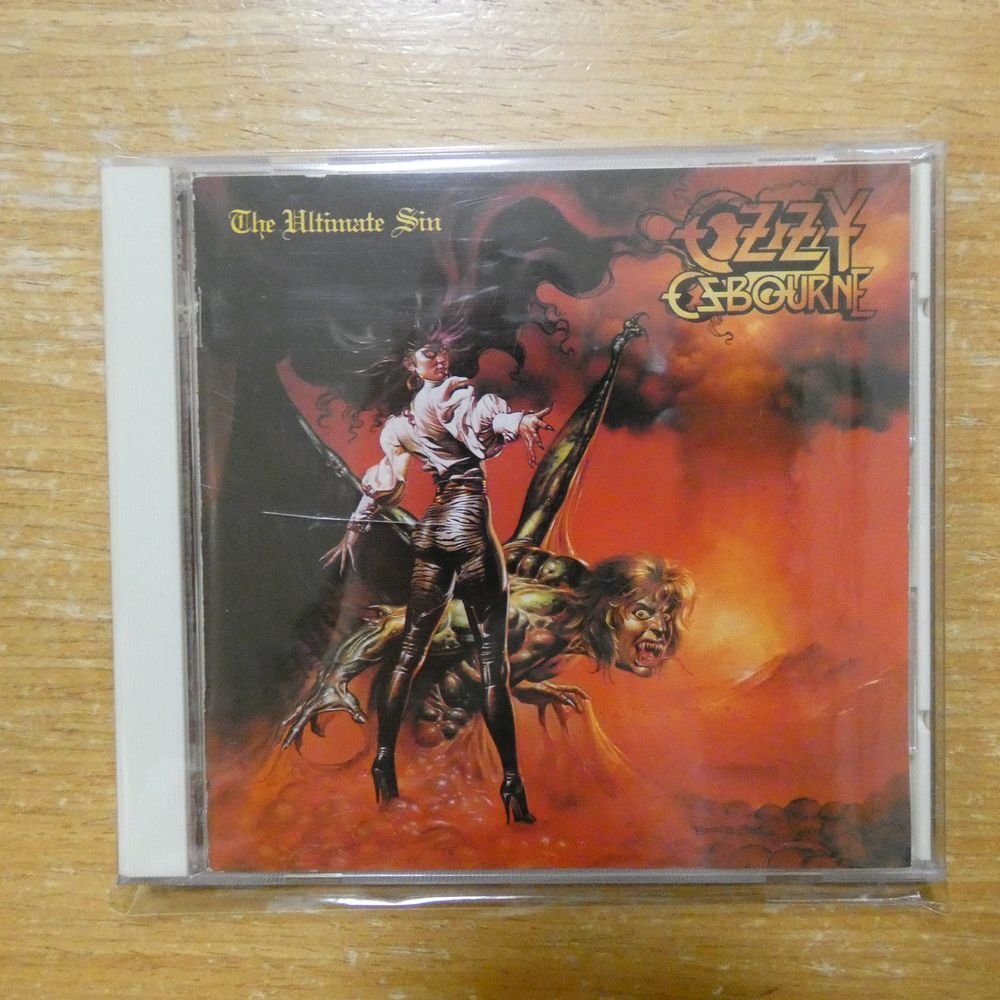 The Ultimate Sin
OZZY
OSBOURNE